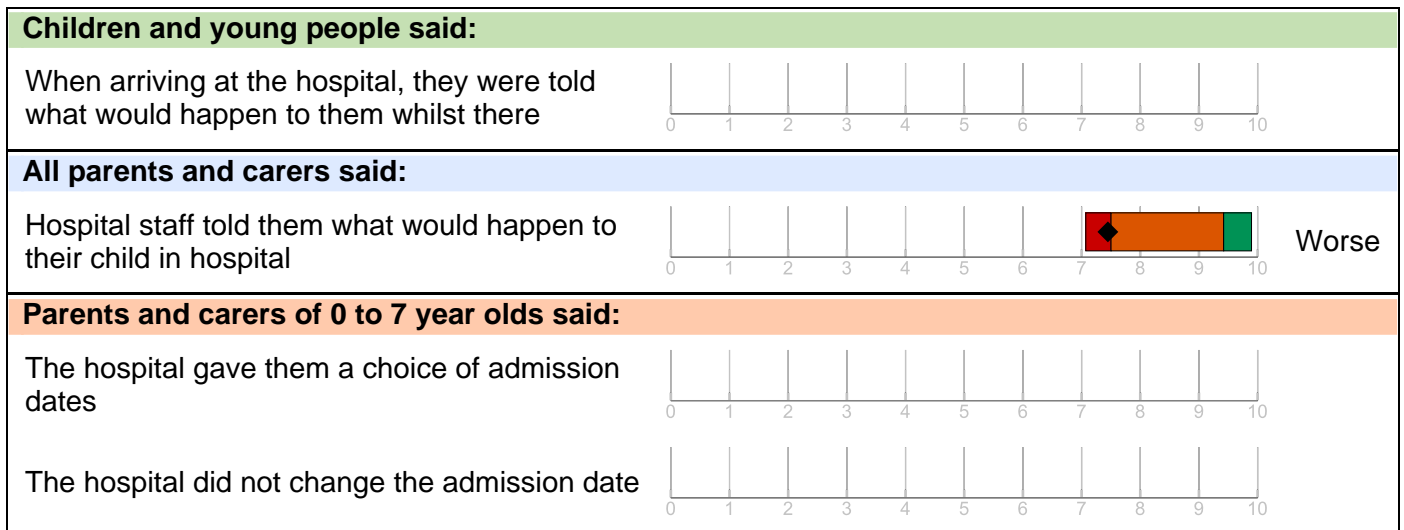 Children and young people said:
When arriving at the hospital, they were told
what would happen to them whilst there
0 1 2 3 4 5 6 7 8 9 10
All parents and carers said:
Hospital staff told them what would happen to
their child in hospital
0 1 2 3 4 5 6 7 8 9 10
Worse
Parents and carers of 0 to 7 year olds said:
The hospital gave them a choice of admission
dates
0 1 2 3 4 5 6 7 8 9 10
The hospital did not change the admission date
0 1 2 3 4 5 6 7 8 9 10